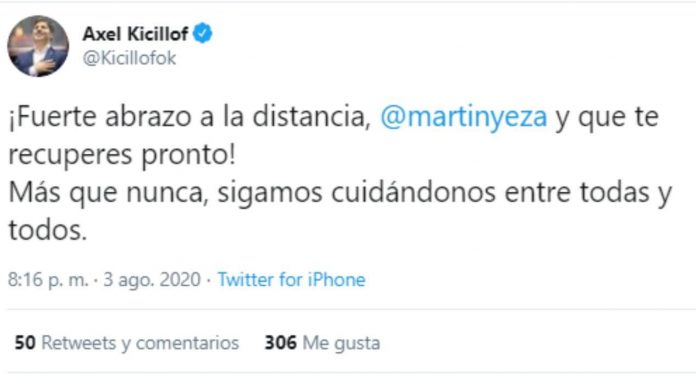 Axel Kicillof
@Kicillofok
¡Fuerte abrazo a la distancia, @martinyeza y que te
recuperes pronto!
Más que nunca, sigamos cuidándonos entre todas y
todos.
8:16 p. m. · 3 ago. 2020 · Twitter for iPhone
50 Retweets y comentarios 306 Me gusta